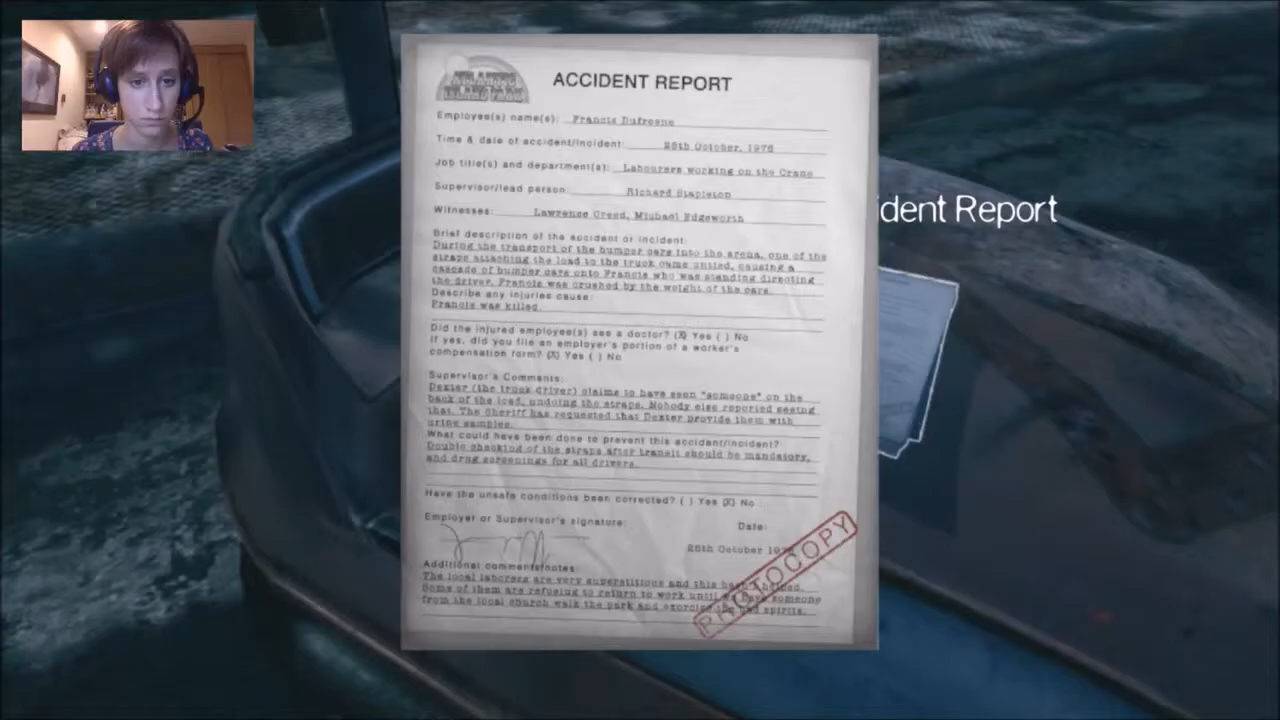 ACCIDENT REPORT
Employee(s) name(s): Francis Dufresne
Time & date of accident/incident: 28th October, 1976
Job title(s) and department(s): Labourers working on the Crane
Supervisor/lead person: Richard Stapleton
Witnesses: Lawrence Creed, Michael Edgeworth
ident Report
Brief description of the accident or incident:
During the transport of the bumper cars into the arena, one of the
straps attaching the load to the truck came untied, causing a
cascade of bumper cars onto Francis who was standing directing
the driver. Francis was crushed by the weight of the cars.
Describe any injuries cause:
Francis was killed.
Did the injured employee(s) see a doctor? (X) Yes ( ) No
If yes, did you file an employer's portion of a worker's
compensation form? (X) Yes ( ) No
Supervisor's Comments:
Dexter (the truck driver) claims to have seen "someone" on the
back of the load, undoing the straps. Nobody else reported seeing
that. The Sheriff has requested that Dexter provide them with
urine samples.
What could have been done to prevent this accident/incident?
Double checking of the straps after transit should be mandatory,
and drug screenings for all drivers.
Have the unsafe conditions been corrected? ( ) Yes (X) No
Employer or Supervisor's signature:
Date:
28th October 197
Additional comments/notes:
The local laborers are very superstitious and this hasn't helped.
Some of them are refusing to return to work until we have someone
from the local church walk the park and exorcise the bad spirits.
PHOTOCOPY